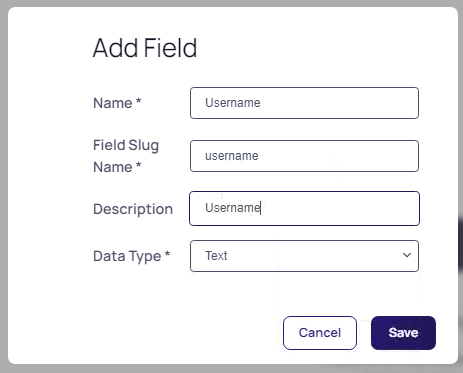 Add Field
Name * Username
Field Slug
Name * username
Description Username
Data Type * Text
Cancel Save